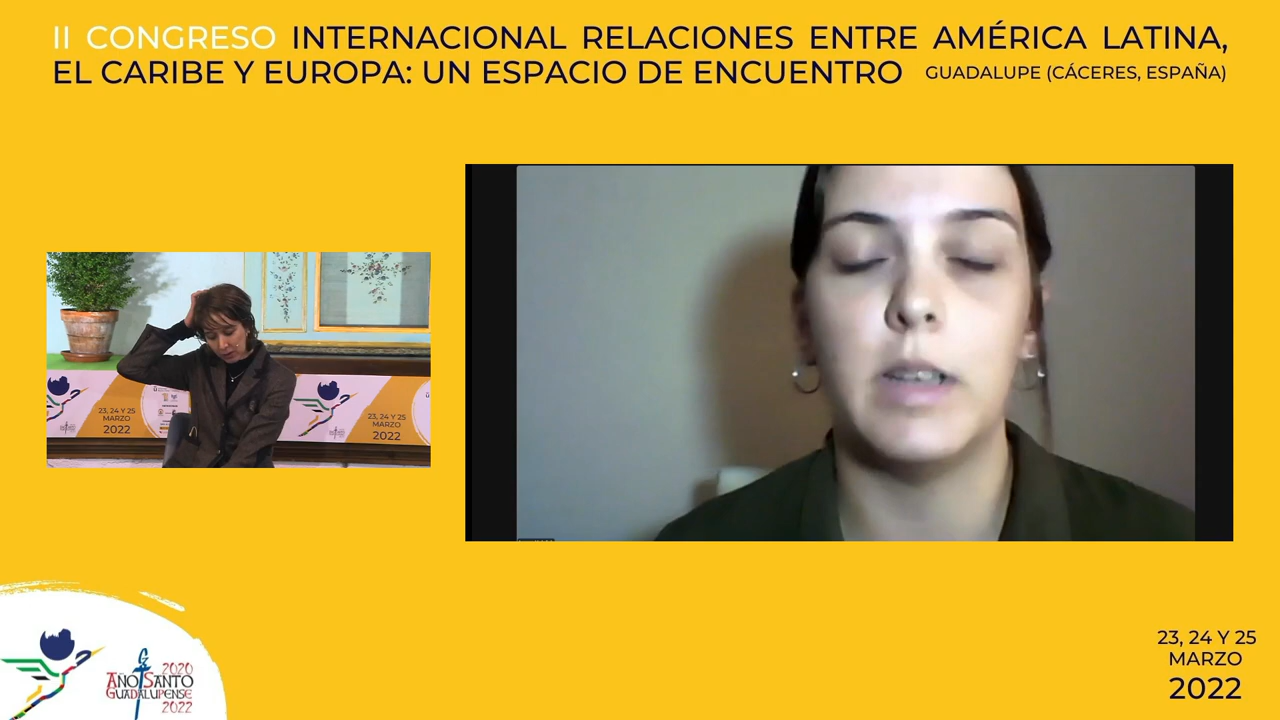 II CONGRESO INTERNACIONAL RELACIONES ENTRE AMÉRICA LATINA,
EL CARIBE Y EUROPA: UN ESPACIO DE ENCUENTRO GUADALUPE (CÁCERES, ESPAÑA)
23, 24 Y 25
MARZO
2022
23, 24 Y 25
MARZO
2022
2020
AÑO SANTO
GUADALUPENSE
2022
23, 24 Y 25
MARZO
2022